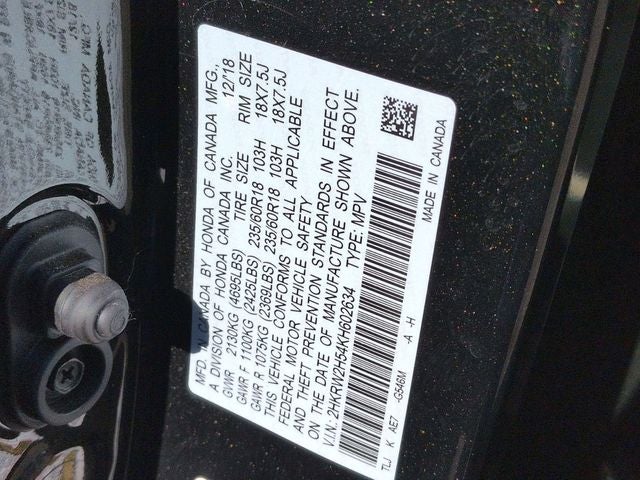 MFD. IN CANADA BY HONDA OF CANADA MFG.,
A DIVISION OF HONDA CANADA INC. 12/18
GVWR 2130KG (4695LBS) TIRE SIZE RIM SIZE
GAWR F 1100KG (2425LBS) 235/60R18 103H 18X7.5J
GAWR R 1075KG (2369LBS) 235/60R18 103H 18X7.5J
THIS VEHICLE CONFORMS TO ALL APPLICABLE
FEDERAL MOTOR VEHICLE SAFETY
AND THEFT PREVENTION STANDARDS IN EFFECT
ON THE DATE OF MANUFACTURE SHOWN ABOVE.
V.I.N.: 2HKRW2H54KH602634 TYPE: MPV
TLJ K AE7 -G546M -A -H MADE IN CANADA